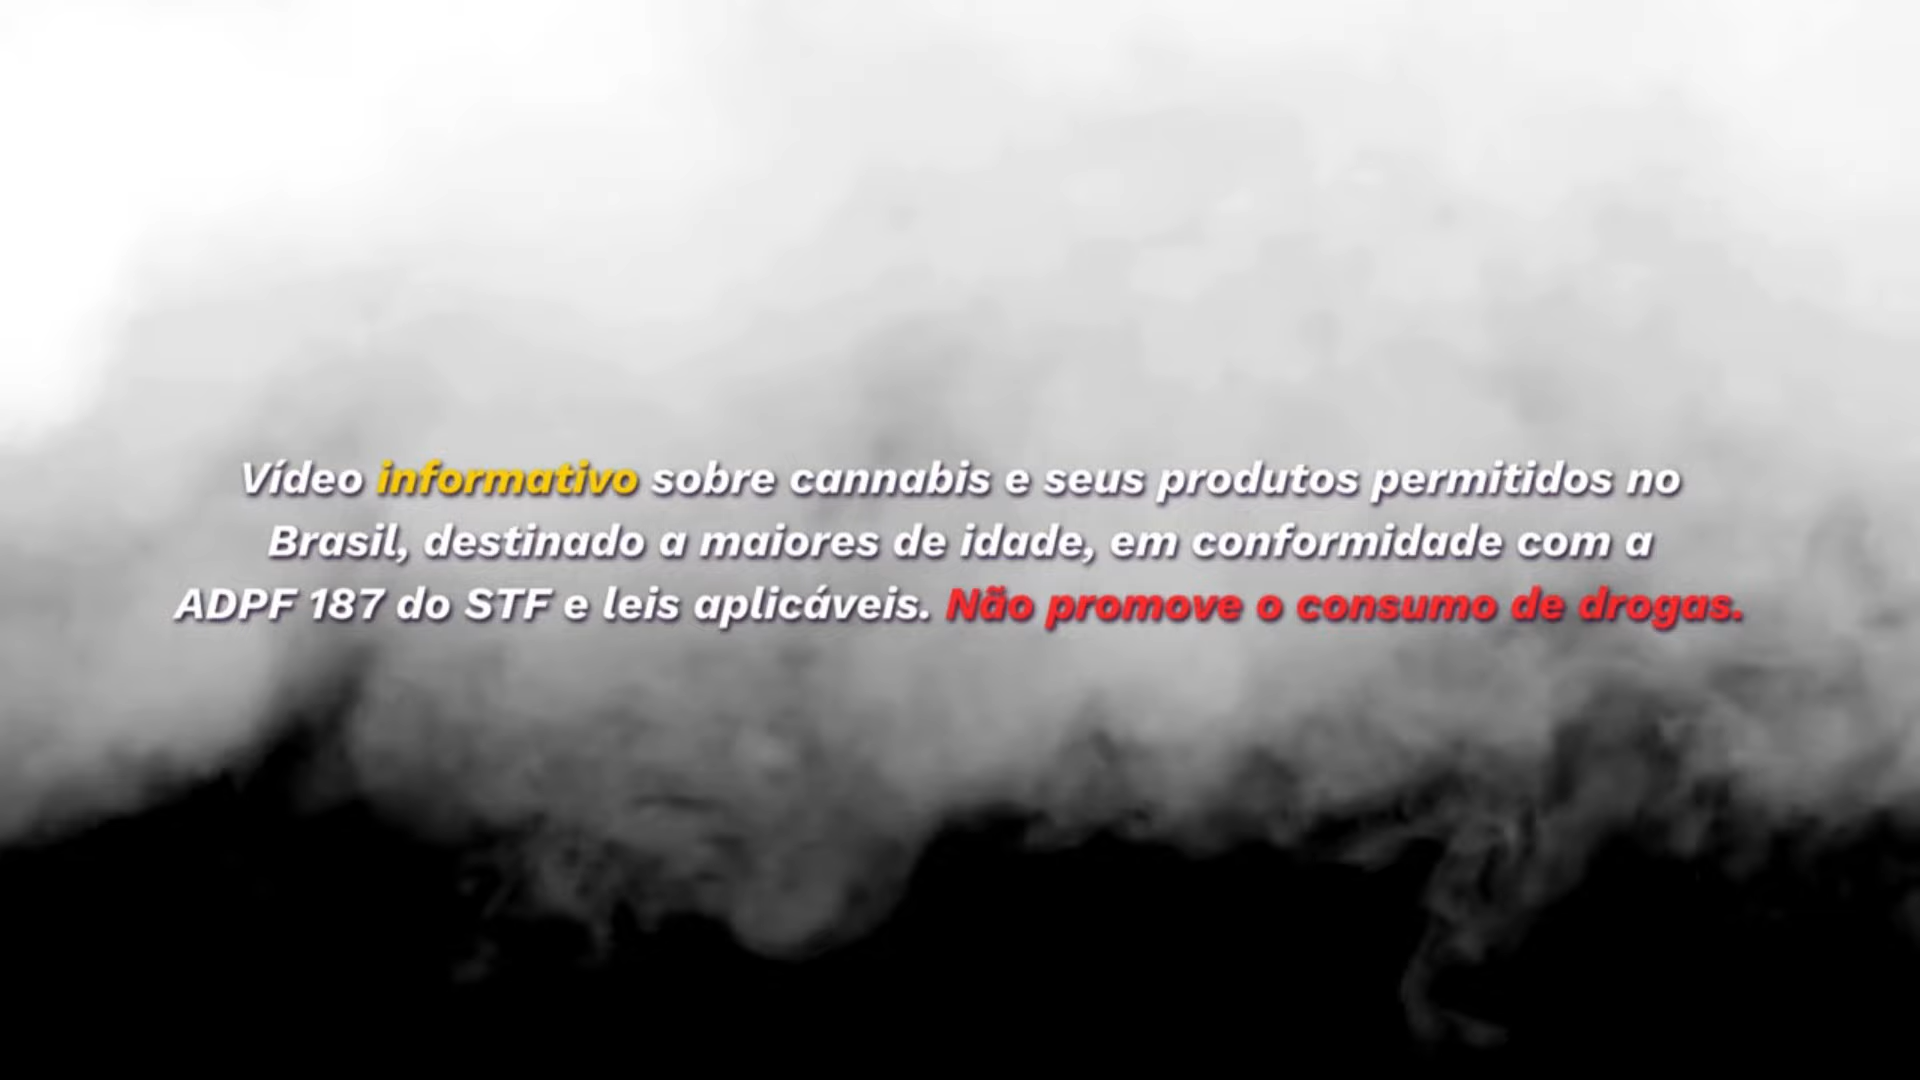 Vídeo informativo sobre cannabis e seus produtos permitidos no
Brasil, destinado a maiores de idade, em conformidade com a
ADPF 187 do STF e leis aplicáveis. Não promove o consumo de drogas.